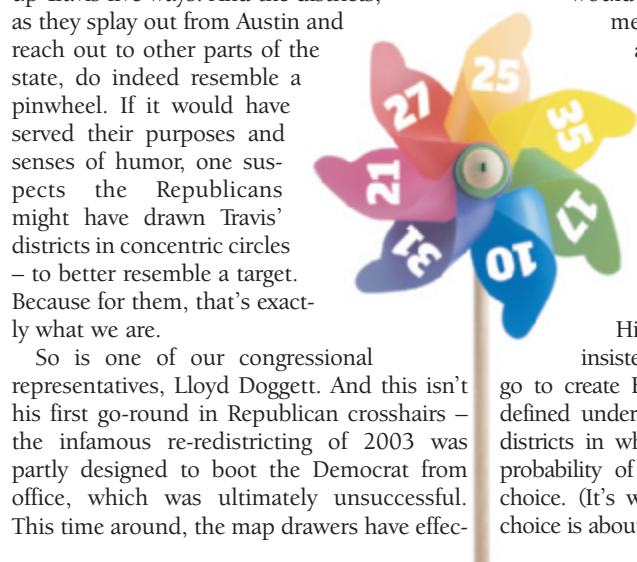 up Travis five ways. And the districts,
as they splay out from Austin and
reach out to other parts of the
state, do indeed resemble a
pinwheel. If it would have
served their purposes and
senses of humor, one sus-
pects the Republicans
might have drawn Travis'
districts in concentric circles
– to better resemble a target.
Because for them, that's exact-
ly what we are.
So is one of our congressional
representatives, Lloyd Doggett. And this isn't
his first go-round in Republican crosshairs –
the infamous re-redistricting of 2003 was
partly designed to boot the Democrat from
office, which was ultimately unsuccessful.
This time around, the map drawers have effec-
25
35
17
10
31
21
27
would
me
a
Hi
insiste
go to create
defined under
districts in wh
probability of
choice. (It's w
choice is about